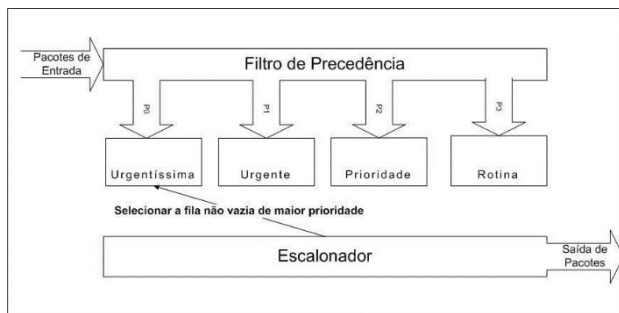 Pacotes de
Entrada
Filtro de Precedência
P0
P1
P2
P3
Urgentíssima
Urgente
Prioridade
Rotina
Selecionar a fila não vazia de maior prioridade
Escalonador
Saída de
Pacotes